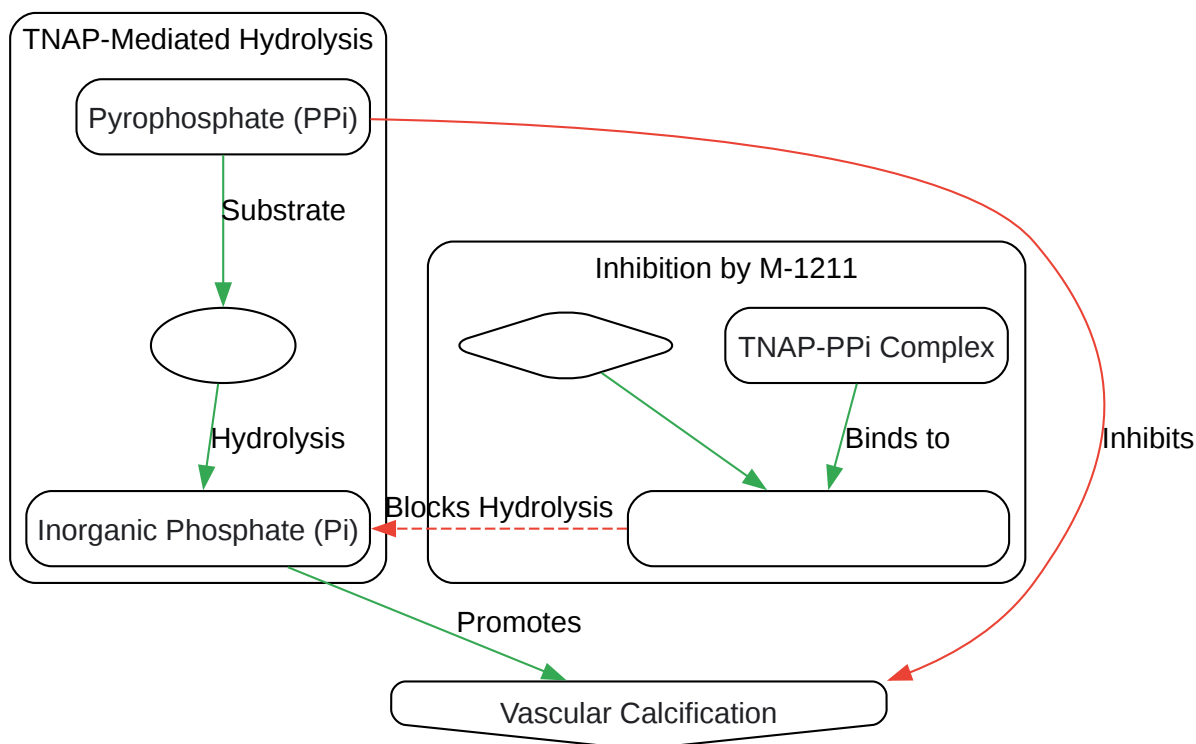 TNAP-Mediated Hydrolysis
Pyrophosphate (PPi)
Substrate
Inhibition by M-1211
TNAP-PPi Complex
Hydrolysis
Binds to
Inhibits
Blocks Hydrolysis
Inorganic Phosphate (Pi)
Promotes
Vascular Calcification